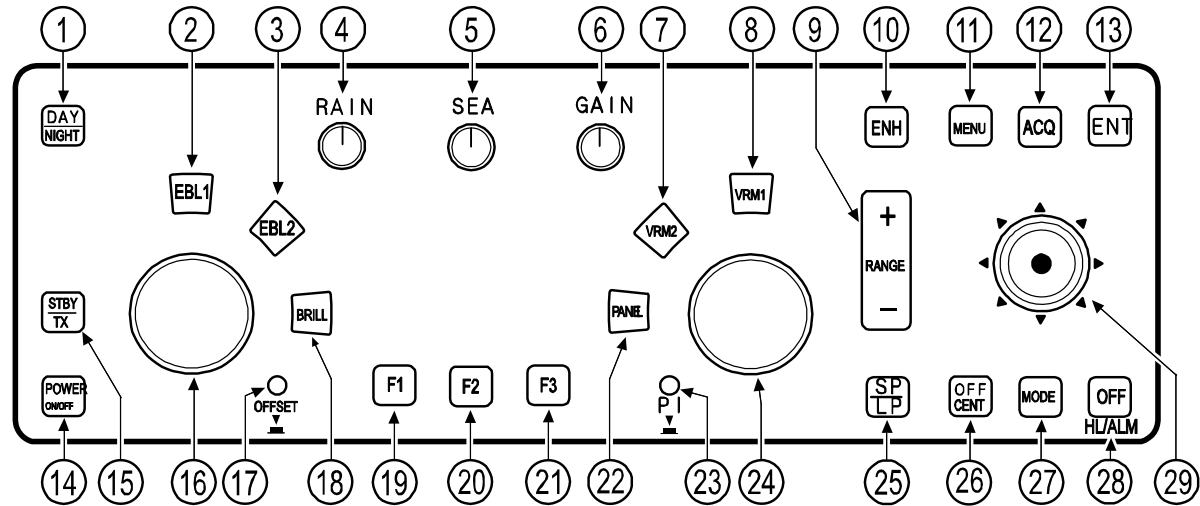 1 2 3 4 5 6 7 8 9 10 11 12 13
RAIN SEA GAIN
DAY
NIGHT
ENH MENU ACQ ENT
EBL1 VRM1
EBL2 VRM2
+
RANGE
−
STBY
TX
BRILL PANEL
POWER
ON/OFF
OFFSET
F1 F2 F3
PI
SP
LP
OFF
CENT
MODE
OFF
HL/ALM
14 15 16 17 18 19 20 21 22 23 24 25 26 27 28 29